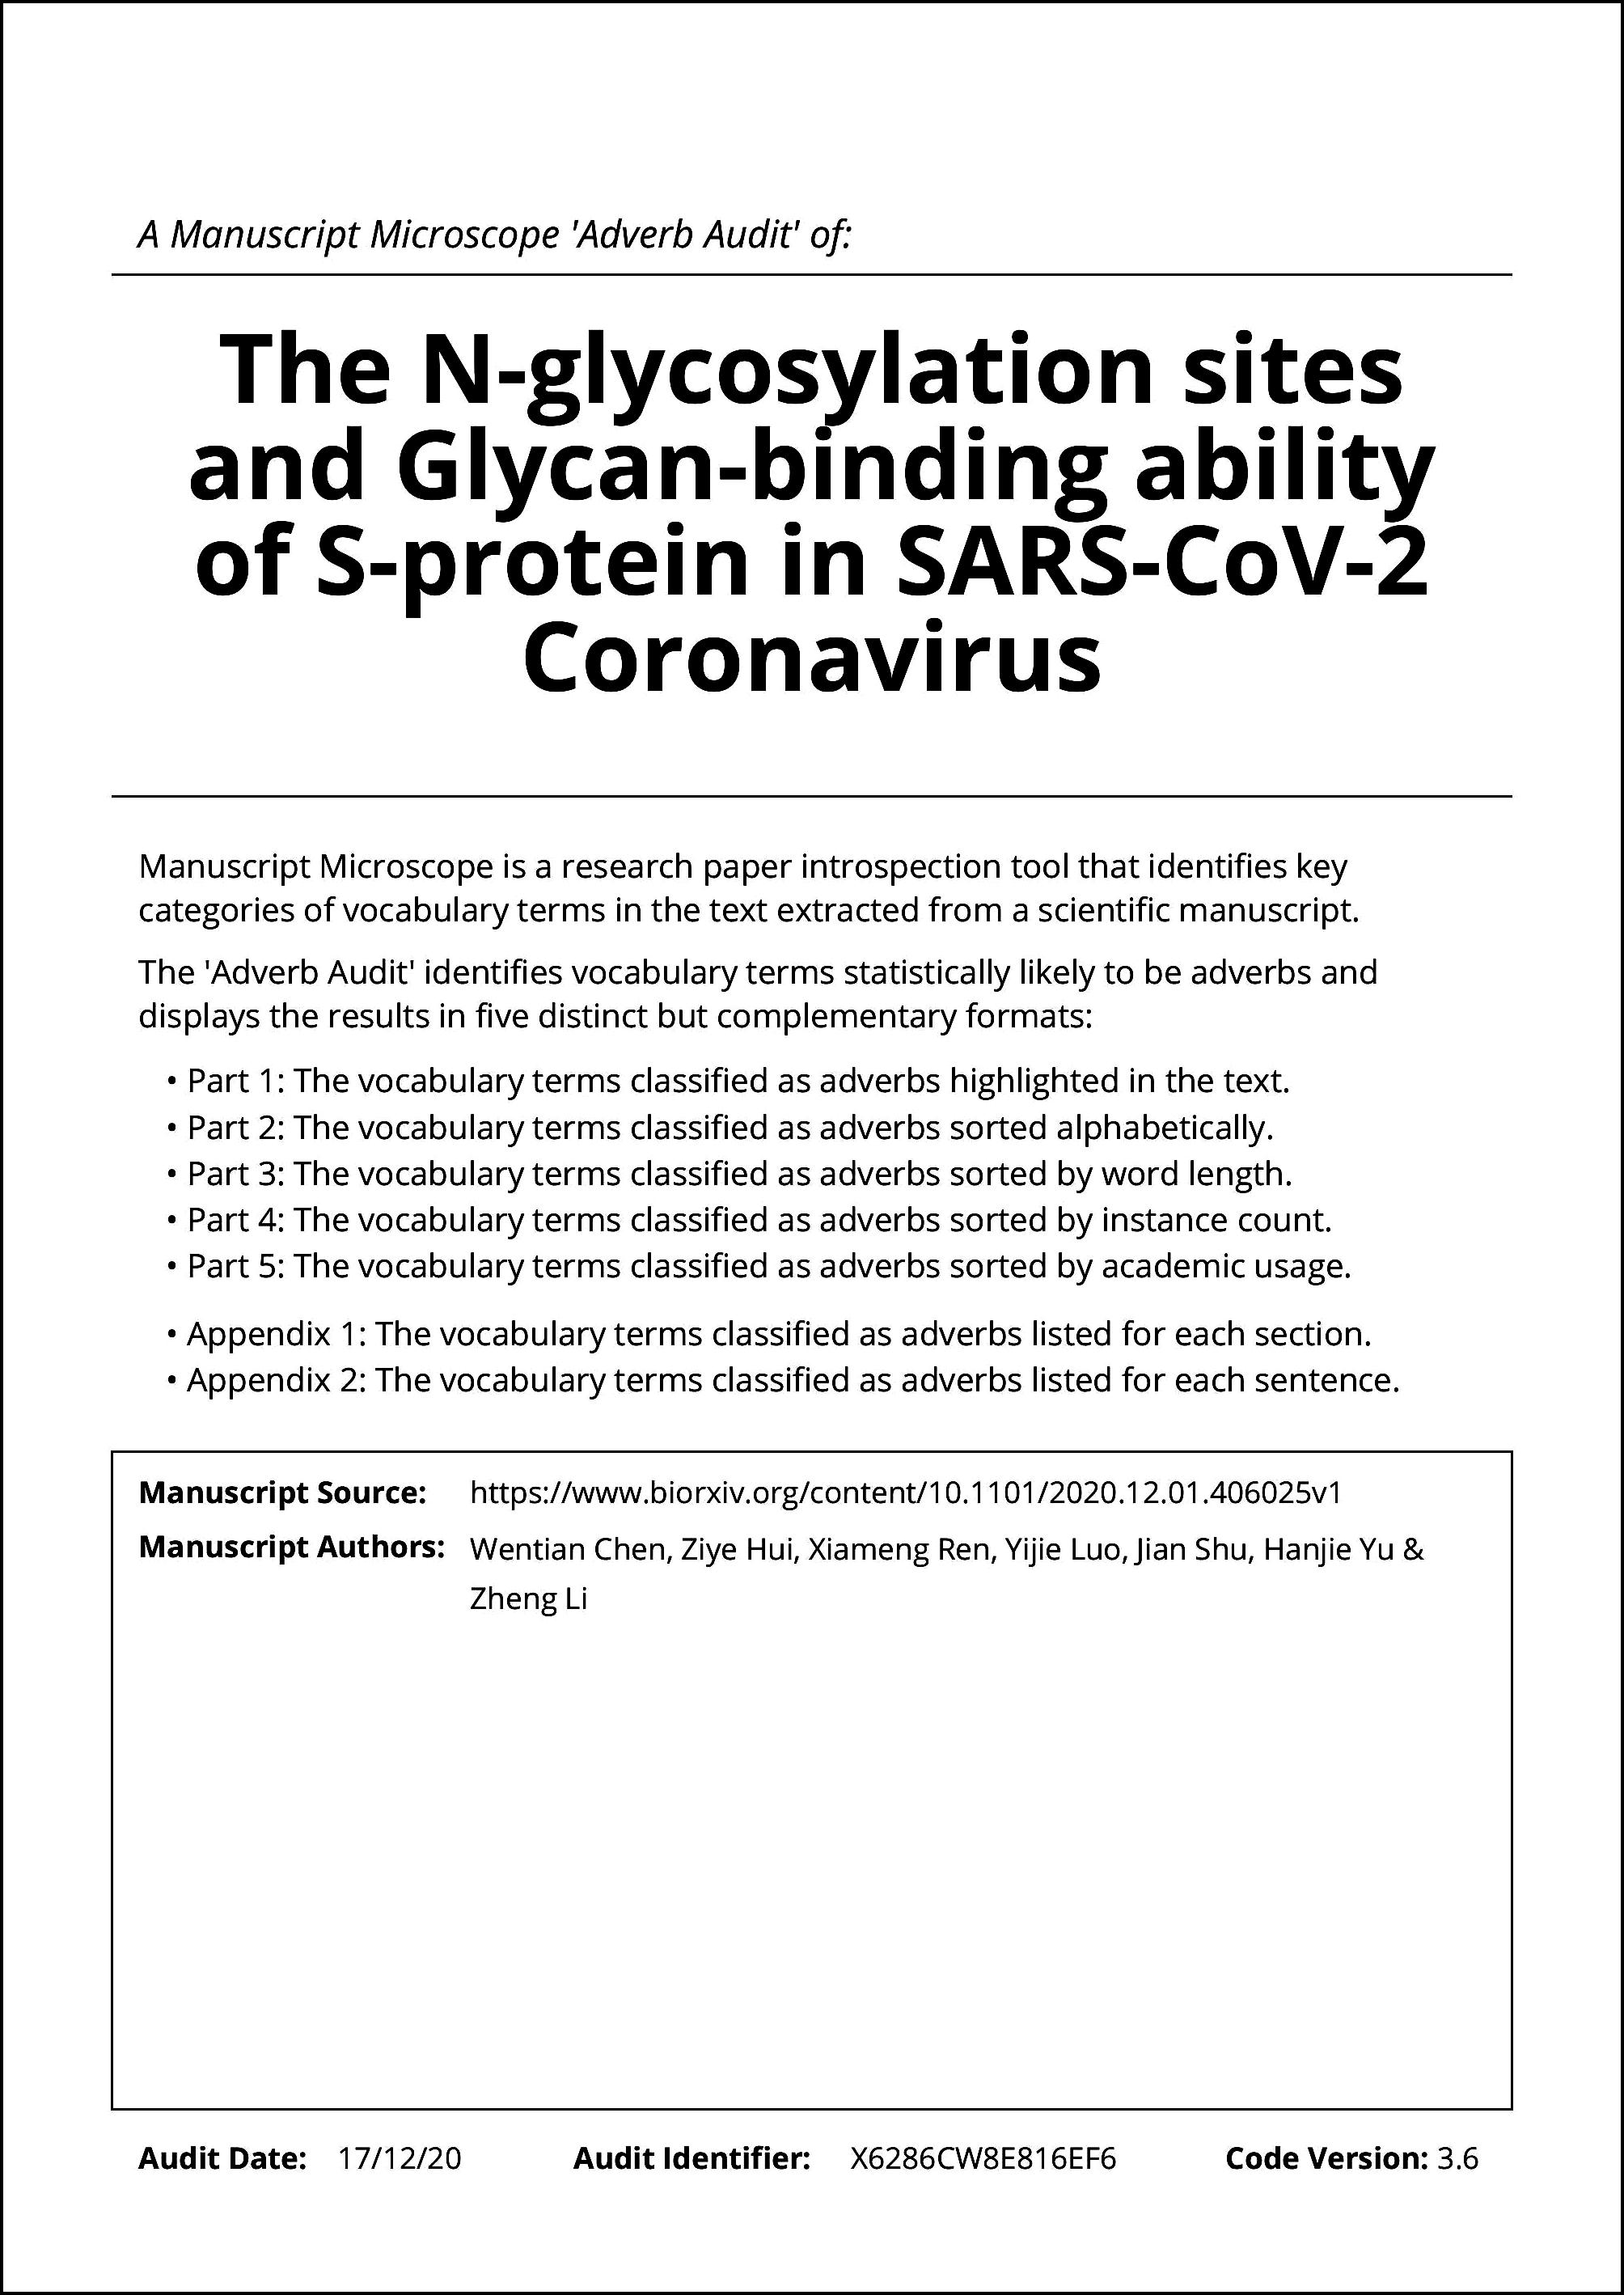 A Manuscript Microscope 'Adverb Audit' of:
The N-glycosylation sites
and Glycan-binding ability
of S-protein in SARS-CoV-2
Coronavirus
Manuscript Microscope is a research paper introspection tool that identifies key
categories of vocabulary terms in the text extracted from a scientific manuscript.
The 'Adverb Audit' identifies vocabulary terms statistically likely to be adverbs and
displays the results in five distinct but complementary formats:
• Part 1: The vocabulary terms classified as adverbs highlighted in the text.
• Part 2: The vocabulary terms classified as adverbs sorted alphabetically.
• Part 3: The vocabulary terms classified as adverbs sorted by word length.
• Part 4: The vocabulary terms classified as adverbs sorted by instance count.
• Part 5: The vocabulary terms classified as adverbs sorted by academic usage.
• Appendix 1: The vocabulary terms classified as adverbs listed for each section.
• Appendix 2: The vocabulary terms classified as adverbs listed for each sentence.
Manuscript Source: https://www.biorxiv.org/content/10.1101/2020.12.01.406025v1
Manuscript Authors: Wentian Chen, Ziye Hui, Xiameng Ren, Yijie Luo, Jian Shu, Hanjie Yu &
Zheng Li
Audit Date: 17/12/20 Audit Identifier: X6286CW8E816EF6 Code Version: 3.6